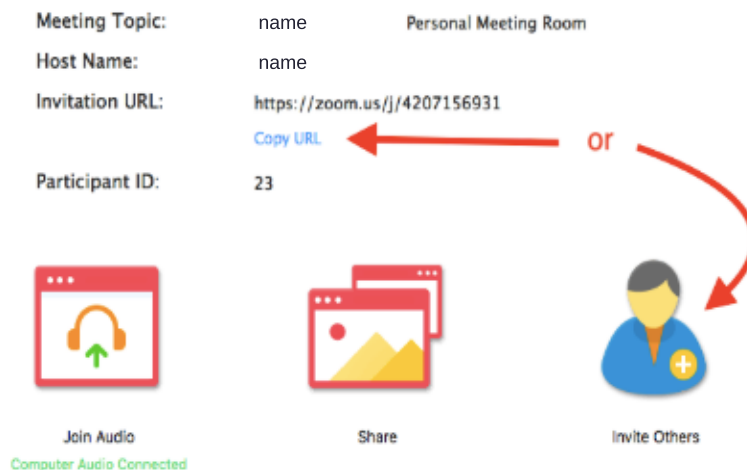 Meeting Topic: name Personal Meeting Room
Host Name: name
Invitation URL: https://zoom.us/j/4207156931
Copy URL or
Participant ID: 23
Join Audio Share Invite Others
Computer Audio Connected